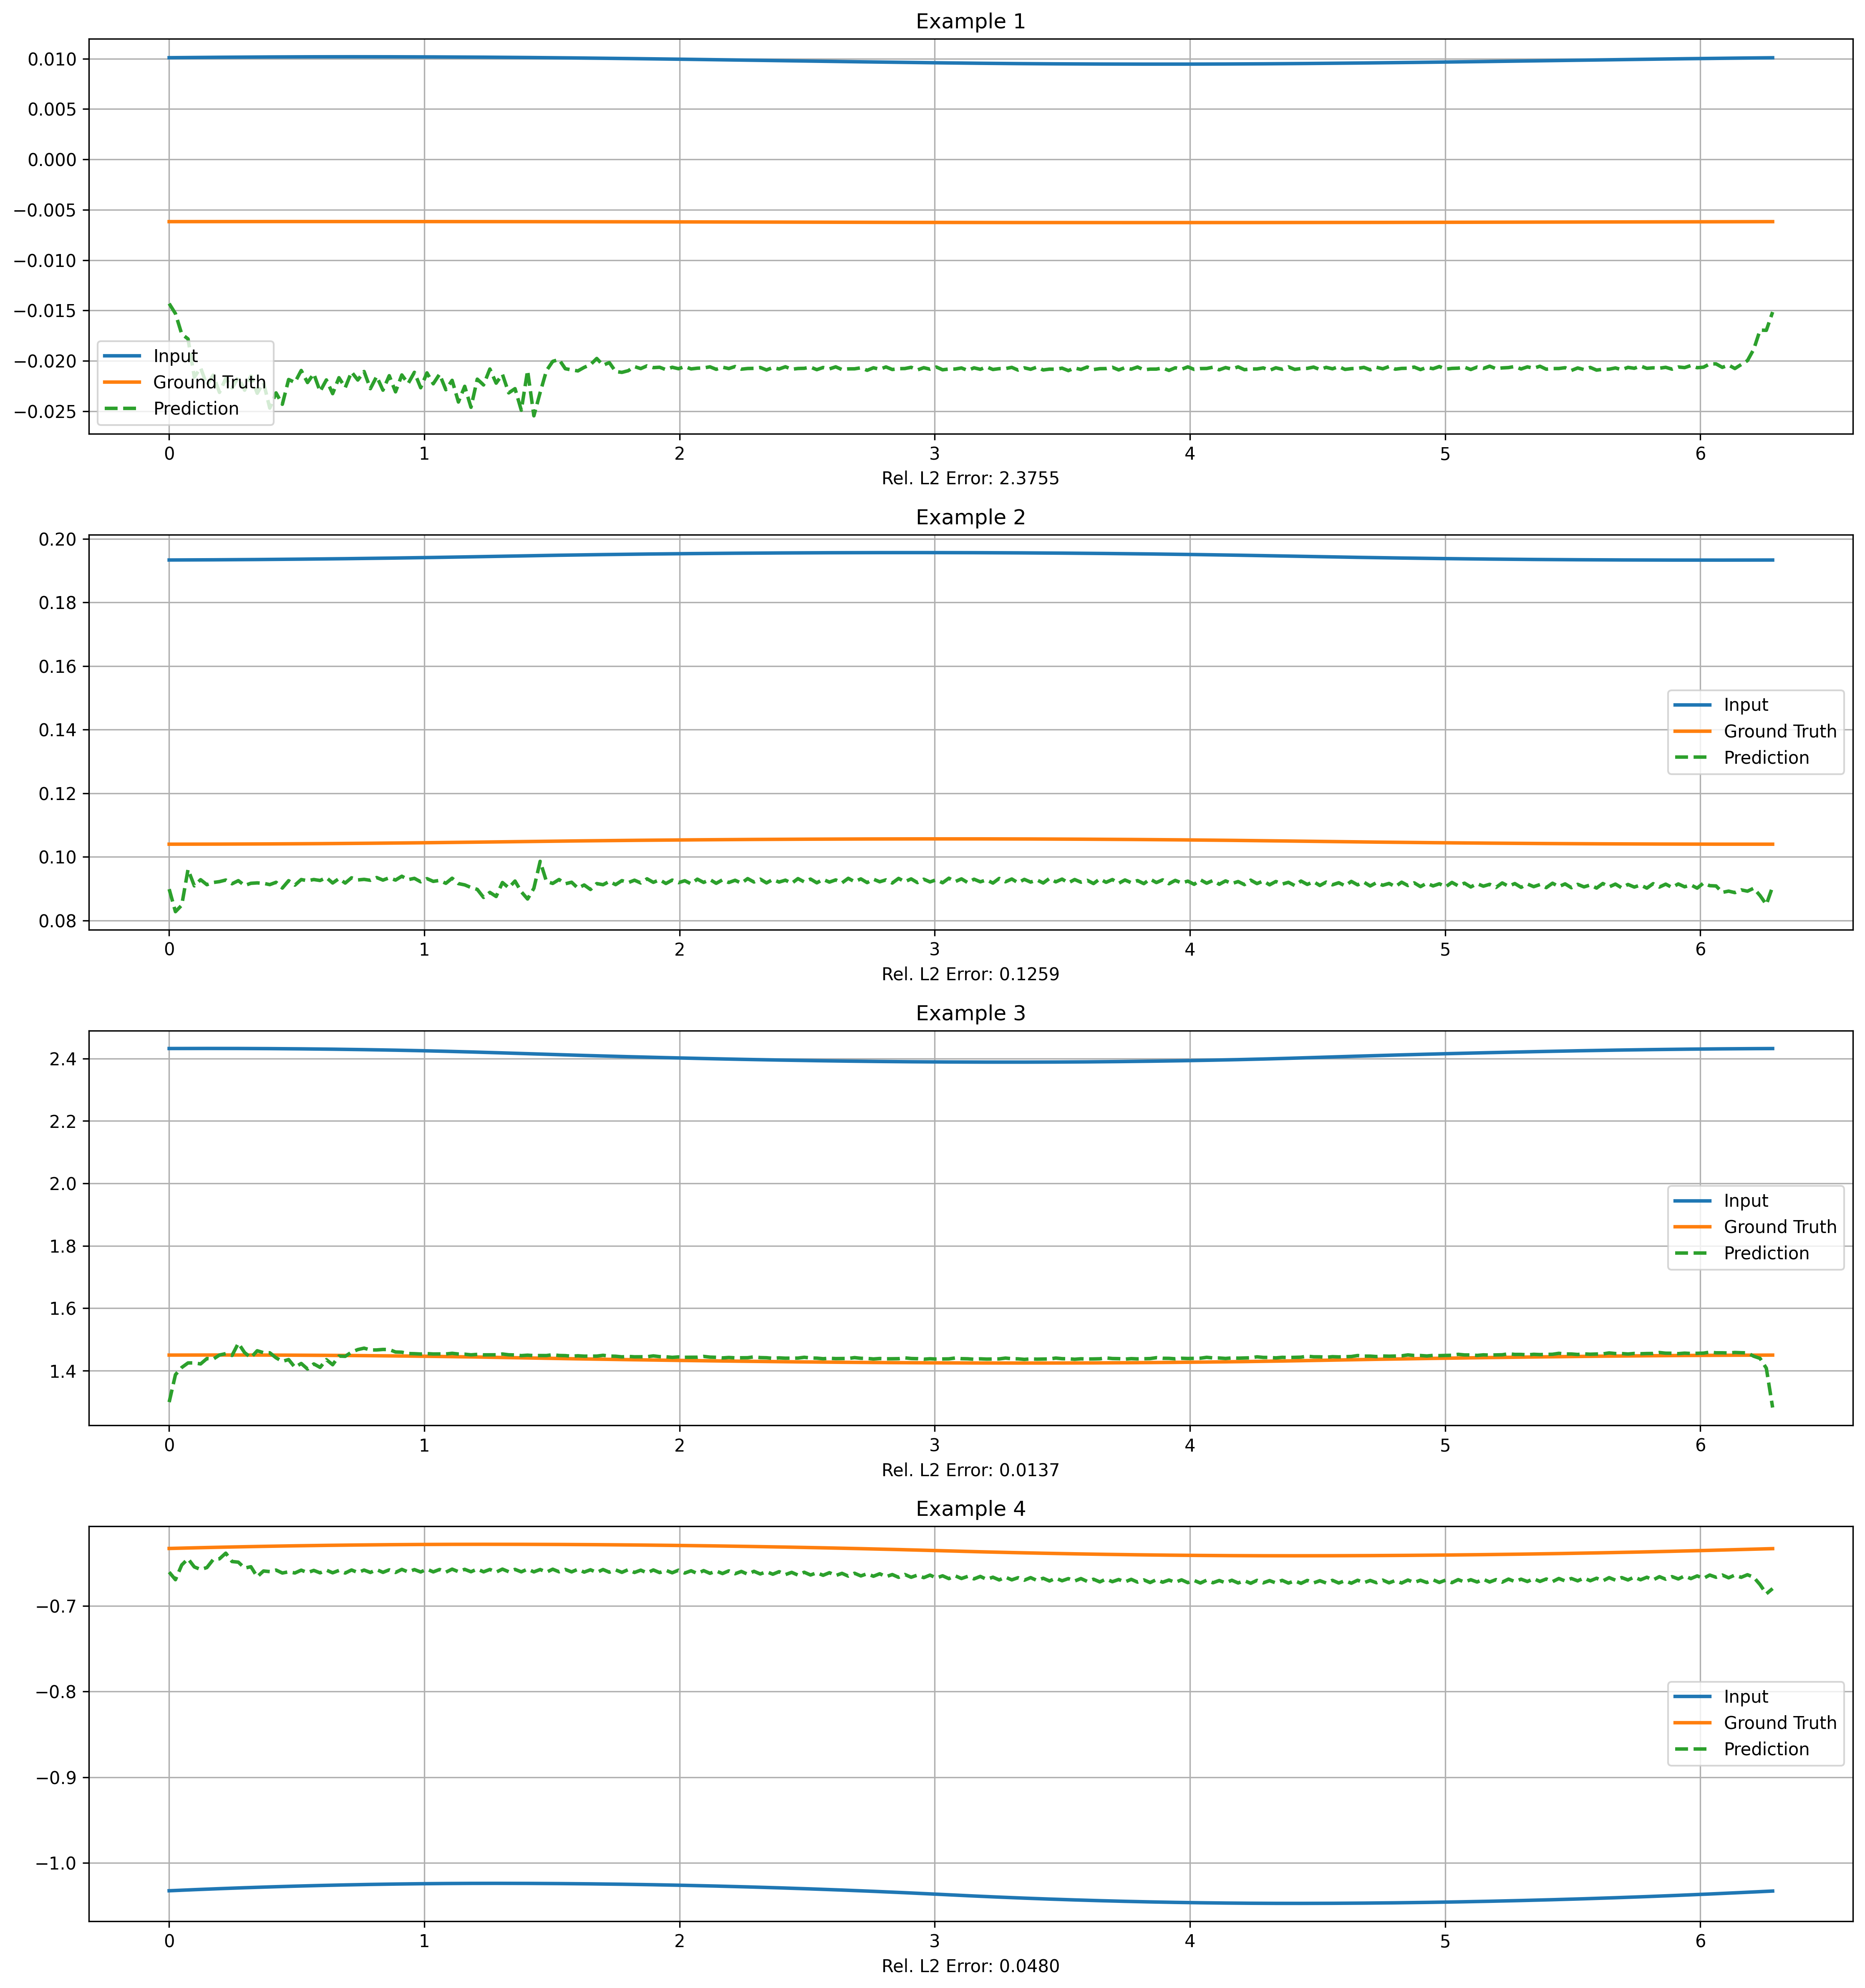 Example 1
0.010
0.005
0.000
−0.005
−0.010
−0.015
−0.020
−0.025
Input
Ground Truth
Prediction
0 1 2 3 4 5 6
Rel. L2 Error: 2.3755
Example 2
0.20
0.18
0.16
0.14
0.12
0.10
0.08
Input
Ground Truth
Prediction
0 1 2 3 4 5 6
Rel. L2 Error: 0.1259
Example 3
2.4
2.2
2.0
1.8
1.6
1.4
Input
Ground Truth
Prediction
0 1 2 3 4 5 6
Rel. L2 Error: 0.0137
Example 4
−0.7
−0.8
−0.9
−1.0
Input
Ground Truth
Prediction
0 1 2 3 4 5 6
Rel. L2 Error: 0.0480